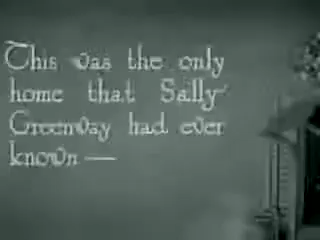 This was the only
home that Sally
Greenway had ever
known —